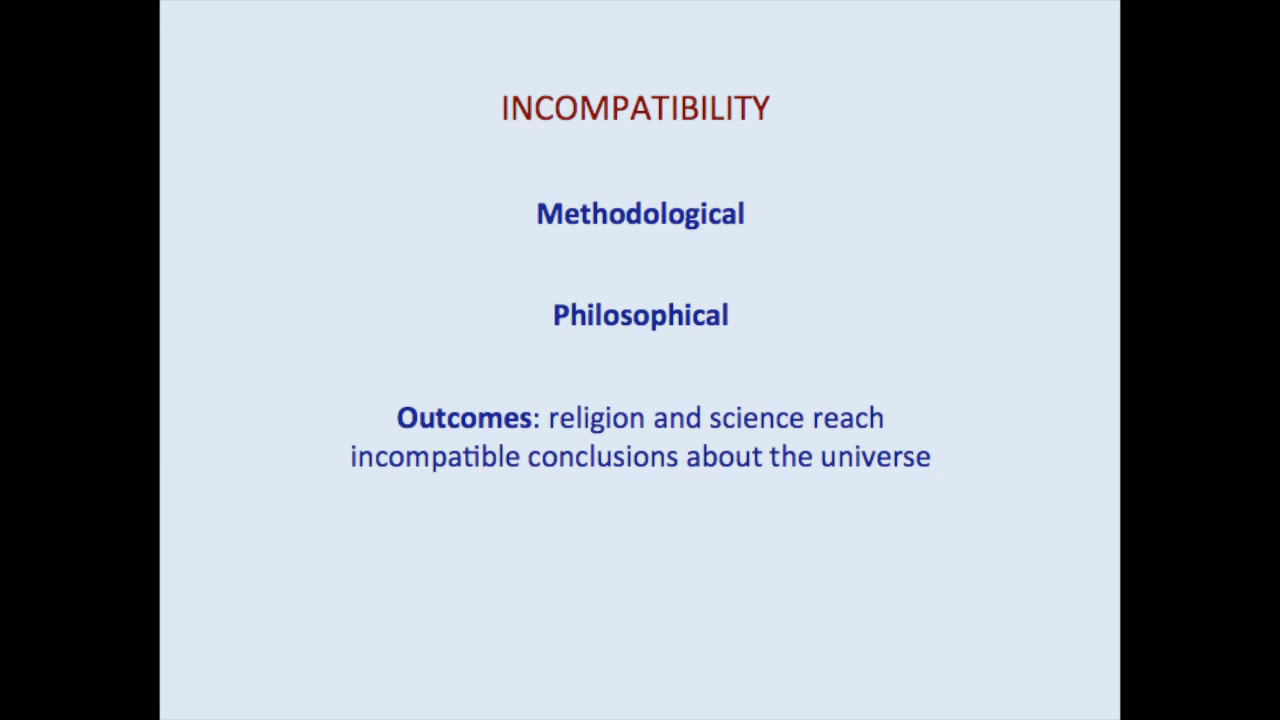 INCOMPATIBILITY
Methodological
Philosophical
Outcomes: religion and science reach
incompatible conclusions about the universe